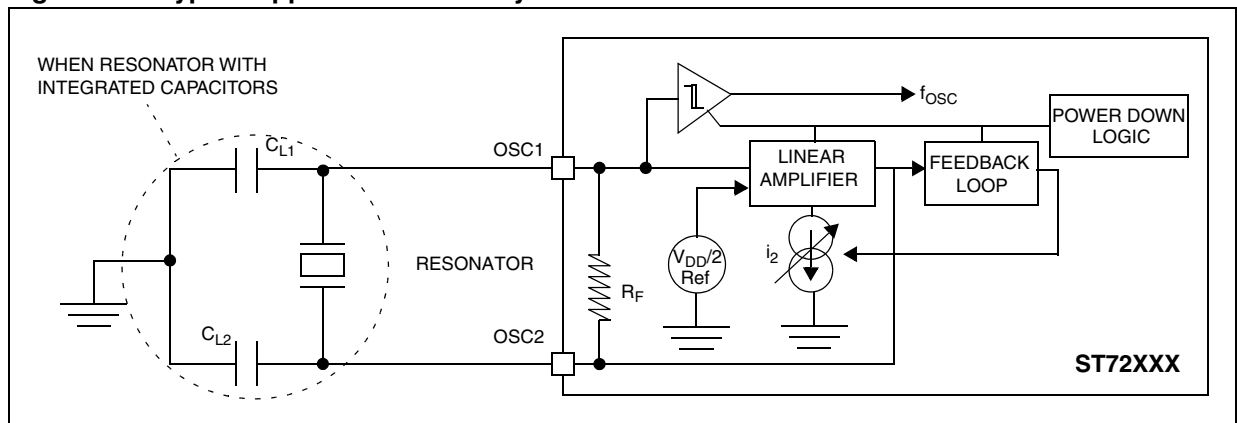 WHEN RESONATOR WITH
INTEGRATED CAPACITORS
CL1
OSC1
fOSC
POWER DOWN
LOGIC
LINEAR
AMPLIFIER
FEEDBACK
LOOP
RESONATOR
RF
VDD/2
Ref
i2
CL2
OSC2
ST72XXX